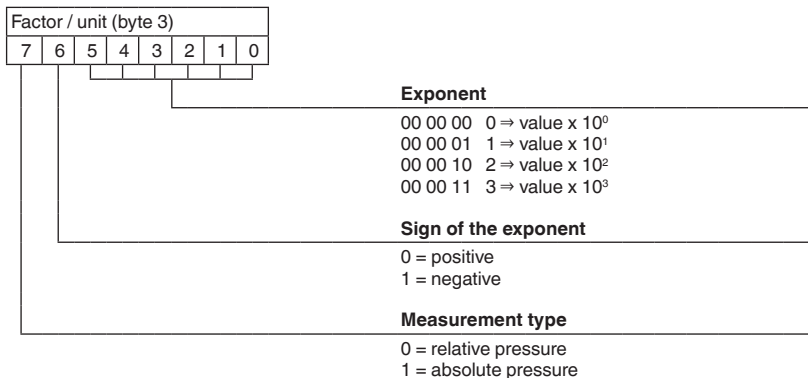 Factor / unit (byte 3)
7 6 5 4 3 2 1 0
Exponent
00 00 00 0 ⇒ value x 10⁰
00 00 01 1 ⇒ value x 10¹
00 00 10 2 ⇒ value x 10²
00 00 11 3 ⇒ value x 10³
Sign of the exponent
0 = positive
1 = negative
Measurement type
0 = relative pressure
1 = absolute pressure